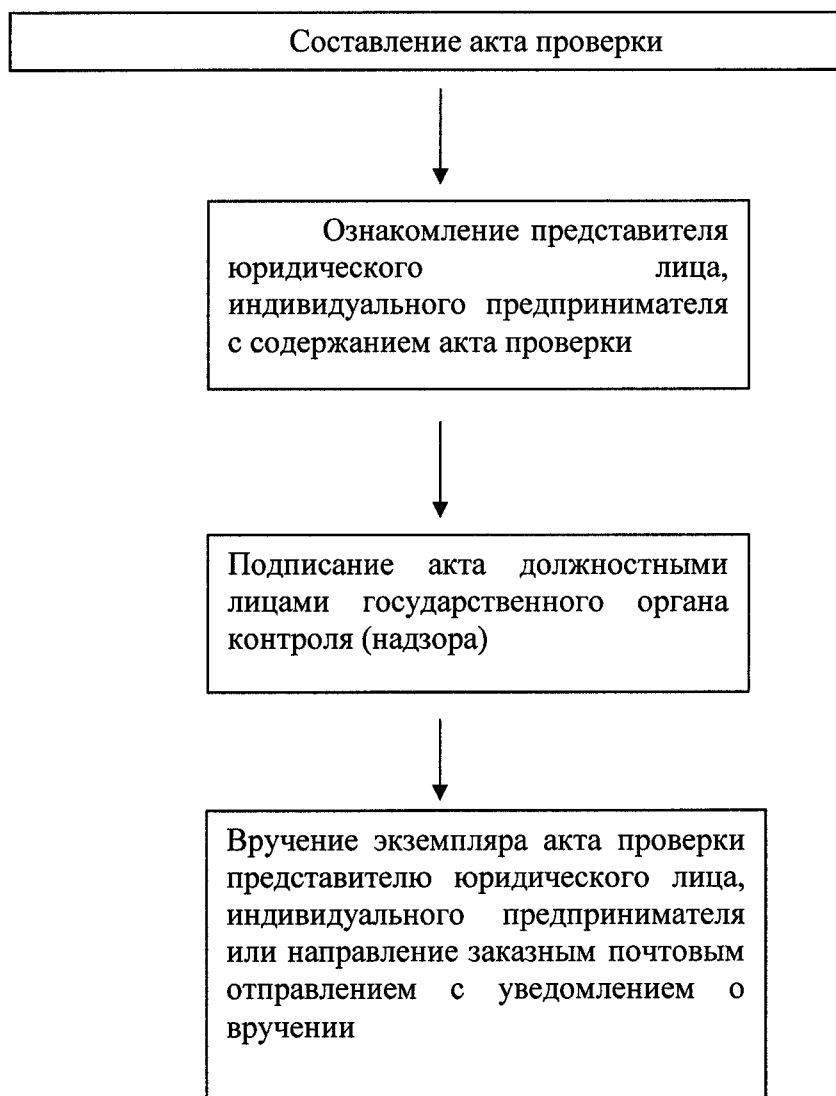 Составление акта проверки
Ознакомление представителя
юридического лица,
индивидуального предпринимателя
с содержанием акта проверки
Подписание акта должностными
лицами государственного органа
контроля (надзора)
Вручение экземпляра акта проверки
представителю юридического лица,
индивидуального предпринимателя
или направление заказным почтовым
отправлением с уведомлением о
вручении